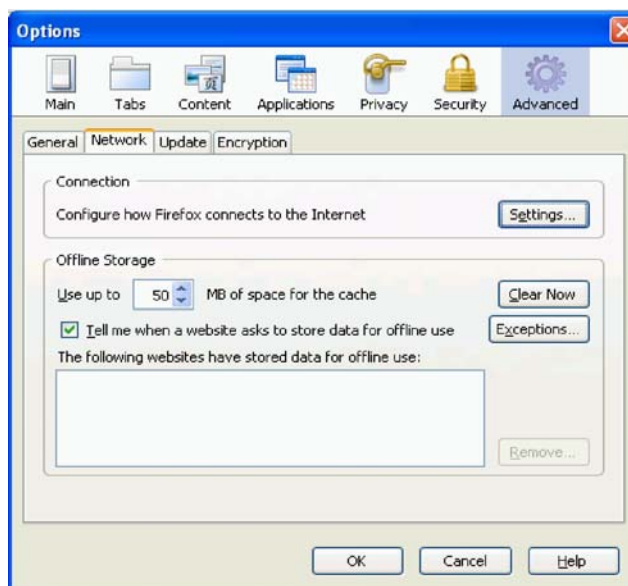 Options
Main Tabs Content Applications Privacy Security Advanced
General Network Update Encryption
Connection
Configure how Firefox connects to the Internet Settings...
Offline Storage
Use up to 50 MB of space for the cache Clear Now
Tell me when a website asks to store data for offline use Exceptions...
The following websites have stored data for offline use:
Remove...
OK Cancel Help